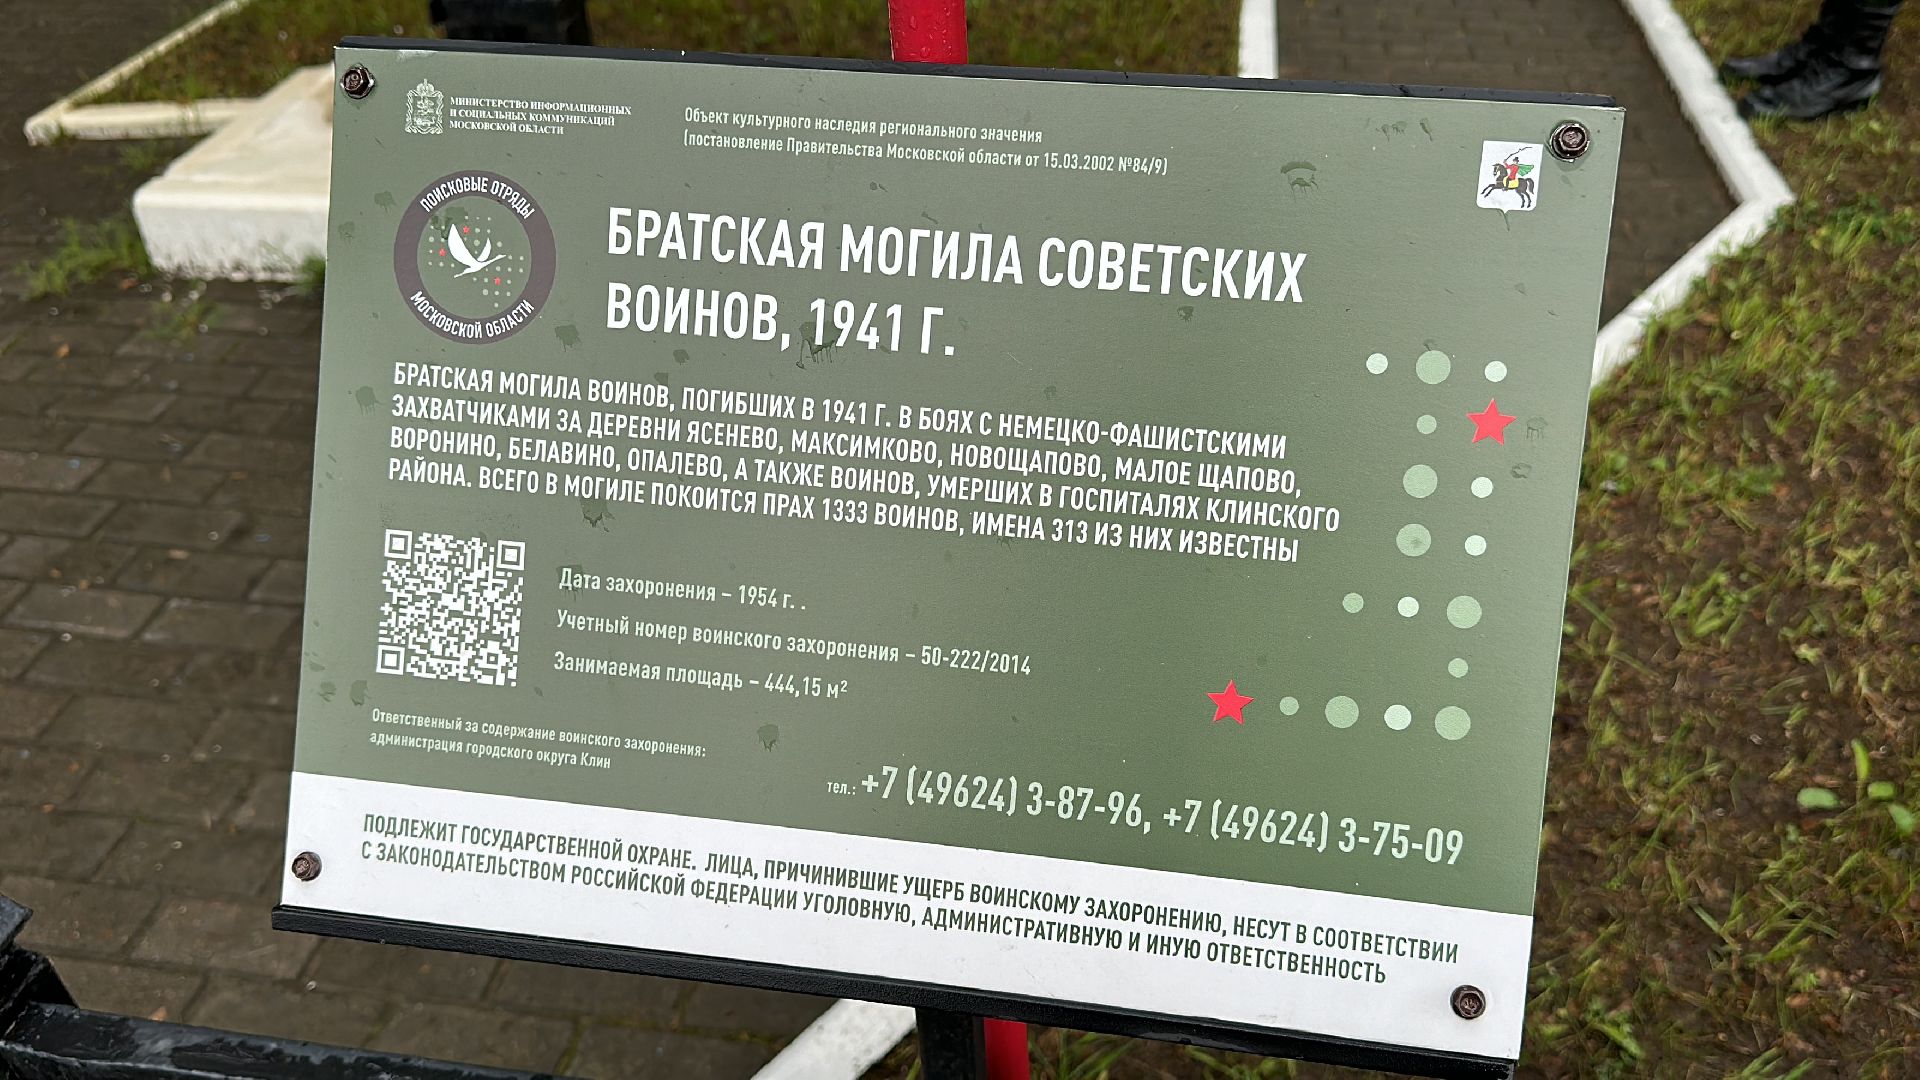 МИНИСТЕРСТВО ИНФОРМАЦИОННЫХ
И СОЦИАЛЬНЫХ КОММУНИКАЦИЙ
МОСКОВСКОЙ ОБЛАСТИ
Объект культурного наследия регионального значения
(постановление Правительства Московской области от 15.03.2002 №84/9)
ПОИСКОВЫЕ ОТРЯДЫ
МОСКОВСКОЙ ОБЛАСТИ
БРАТСКАЯ МОГИЛА СОВЕТСКИХ
ВОИНОВ, 1941 Г.
БРАТСКАЯ МОГИЛА ВОИНОВ, ПОГИБШИХ В 1941 Г. В БОЯХ С НЕМЕЦКО-ФАШИСТСКИМИ
ЗАХВАТЧИКАМИ ЗА ДЕРЕВНИ ЯСЕНЕВО, МАКСИМКОВО, НОВОЩАПОВО, МАЛОЕ ЩАПОВО,
ВОРОНИНО, БЕЛАВИНО, ОПАЛЕВО, А ТАКЖЕ ВОИНОВ, УМЕРШИХ В ГОСПИТАЛЯХ КЛИНСКОГО
РАЙОНА. ВСЕГО В МОГИЛЕ ПОКОИТСЯ ПРАХ 1333 ВОИНОВ, ИМЕНА 313 ИЗ НИХ ИЗВЕСТНЫ
Дата захоронения – 1954 г. .
Учетный номер воинского захоронения – 50-222/2014
Занимаемая площадь – 444,15 м²
Ответственный за содержание воинского захоронения:
администрация городского округа Клин
тел.: +7 (49624) 3-87-96, +7 (49624) 3-75-09
ПОДЛЕЖИТ ГОСУДАРСТВЕННОЙ ОХРАНЕ. ЛИЦА, ПРИЧИНИВШИЕ УЩЕРБ ВОИНСКОМУ ЗАХОРОНЕНИЮ, НЕСУТ В СООТВЕТСТВИИ
С ЗАКОНОДАТЕЛЬСТВОМ РОССИЙСКОЙ ФЕДЕРАЦИИ УГОЛОВНУЮ, АДМИНИСТРАТИВНУЮ И ИНУЮ ОТВЕТСТВЕННОСТЬ